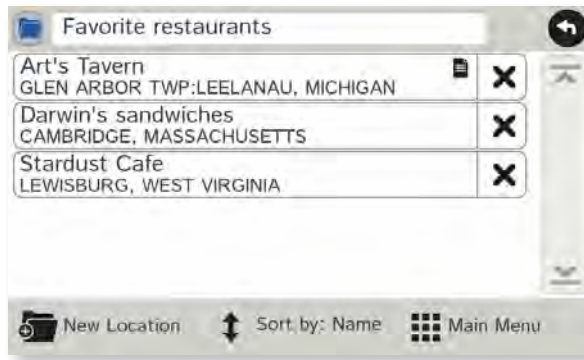 Favorite restaurants
Art's Tavern
GLEN ARBOR TWP:LEELANAU, MICHIGAN
Darwin's sandwiches
CAMBRIDGE, MASSACHUSETTS
Stardust Cafe
LEWISBURG, WEST VIRGINIA
New Location Sort by: Name Main Menu